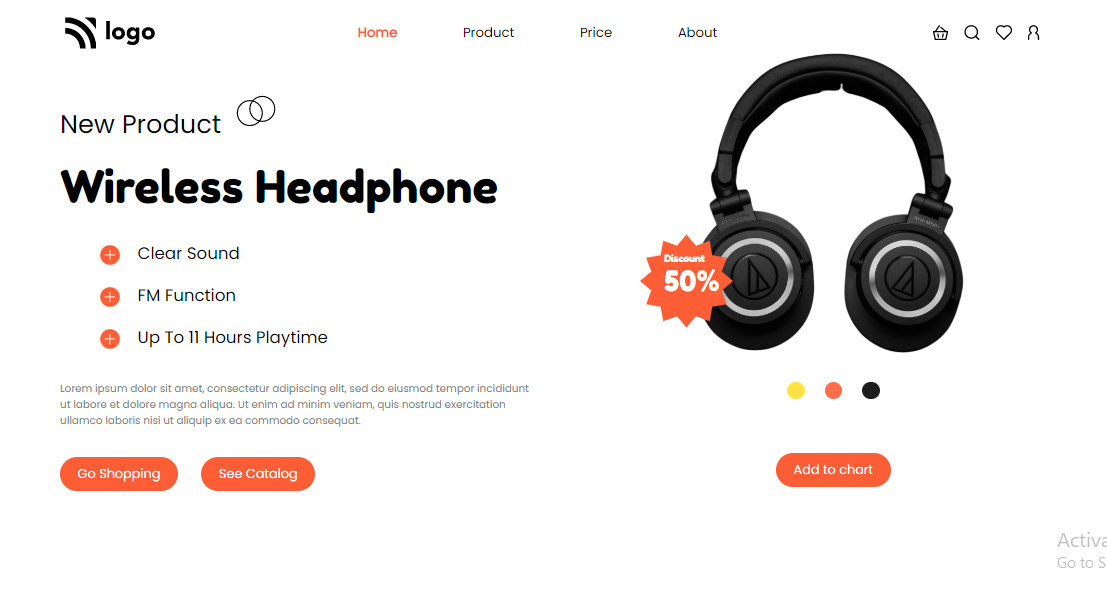 logo
Home
Product
Price
About
New Product
Wireless Headphone
Clear Sound
FM Function
Up To 11 Hours Playtime
Lorem ipsum dolor sit amet, consectetur adipiscing elit, sed do eiusmod tempor incididunt
ut labore et dolore magna aliqua. Ut enim ad minim veniam, quis nostrud exercitation
ullamco laboris nisi ut aliquip ex ea commodo consequat.
Go Shopping
See Catalog
Discount
50%
Add to chart
Activa
Go to S